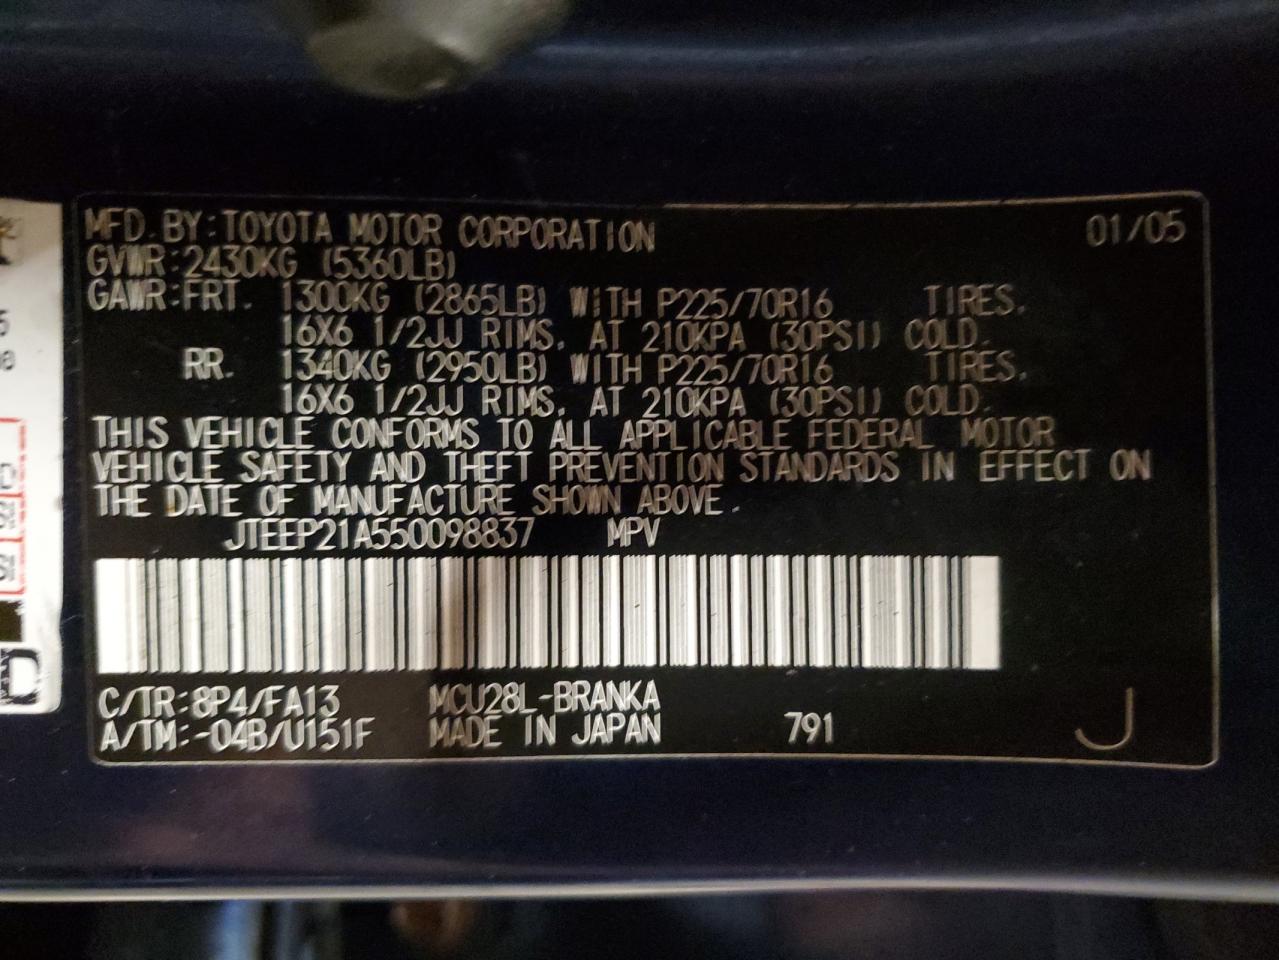 MFD. BY: TOYOTA MOTOR CORPORATION 01/05
GVWR: 2430KG (5360LB)
GAWR: FRT. 1300KG (2865LB) WITH P225/70R16 TIRES.
16X6 1/2JJ RIMS. AT 210KPA (30PSI) COLD.
RR. 1340KG (2950LB) WITH P225/70R16 TIRES.
16X6 1/2JJ RIMS. AT 210KPA (30PSI) COLD.
THIS VEHICLE CONFORMS TO ALL APPLICABLE FEDERAL MOTOR
VEHICLE SAFETY AND THEFT PREVENTION STANDARDS IN EFFECT ON
THE DATE OF MANUFACTURE SHOWN ABOVE.
JTEEP21A550098837 MPV
C/TR: 8P4/FA13 MCU28L-BRANKA
A/TM: -04B/U151F MADE IN JAPAN 791 J